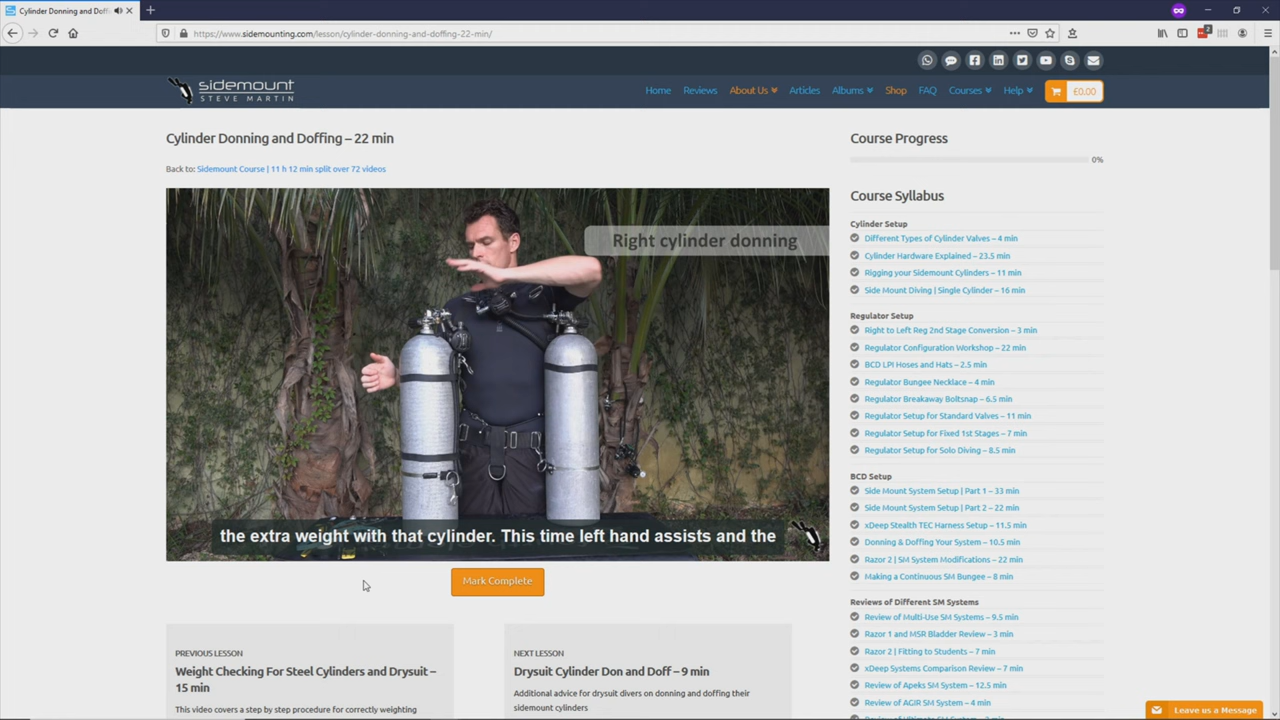 Cylinder Donning and Doff
https://www.sidemounting.com/lesson/cylinder-donning-and-doffing-22-min/
2
sidemount
STEVE MARTIN
Home Reviews About Us Articles Albums Shop FAQ Courses Help £0.00
Cylinder Donning and Doffing – 22 min
Back to: Sidemount Course | 11 h 12 min split over 72 videos
Right cylinder donning
the extra weight with that cylinder. This time left hand assists and the
Mark Complete
PREVIOUS LESSON
Weight Checking For Steel Cylinders and Drysuit –
15 min
This video covers a step by step procedure for correctly weighting
NEXT LESSON
Drysuit Cylinder Don and Doff – 9 min
Additional advice for drysuit divers on donning and doffing their
sidemount cylinders
Course Progress
0%
Course Syllabus
Cylinder Setup
Different Types of Cylinder Valves – 4 min
Cylinder Hardware Explained – 23.5 min
Rigging your Sidemount Cylinders – 11 min
Side Mount Diving | Single Cylinder – 16 min
Regulator Setup
Right to Left Reg 2nd Stage Conversion – 3 min
Regulator Configuration Workshop – 22 min
BCD LPI Hoses and Hats – 2.5 min
Regulator Bungee Necklace – 4 min
Regulator Breakaway Boltsnap – 6.5 min
Regulator Setup for Standard Valves – 11 min
Regulator Setup for Fixed 1st Stages – 7 min
Regulator Setup for Solo Diving – 8.5 min
BCD Setup
Side Mount System Setup | Part 1 – 33 min
Side Mount System Setup | Part 2 – 22 min
xDeep Stealth TEC Harness Setup – 11.5 min
Donning & Doffing Your System – 10.5 min
Razor 2 | SM System Modifications – 22 min
Making a Continuous SM Bungee – 8 min
Reviews of Different SM Systems
Review of Multi-Use SM Systems – 9.5 min
Razor 1 and MSR Bladder Review – 3 min
Razor 2 | Fitting to Students – 7 min
xDeep Systems Comparison Review – 7 min
Review of Apeks SM System – 12.5 min
Review of AGIR SM System – 4 min
Leave us a Message